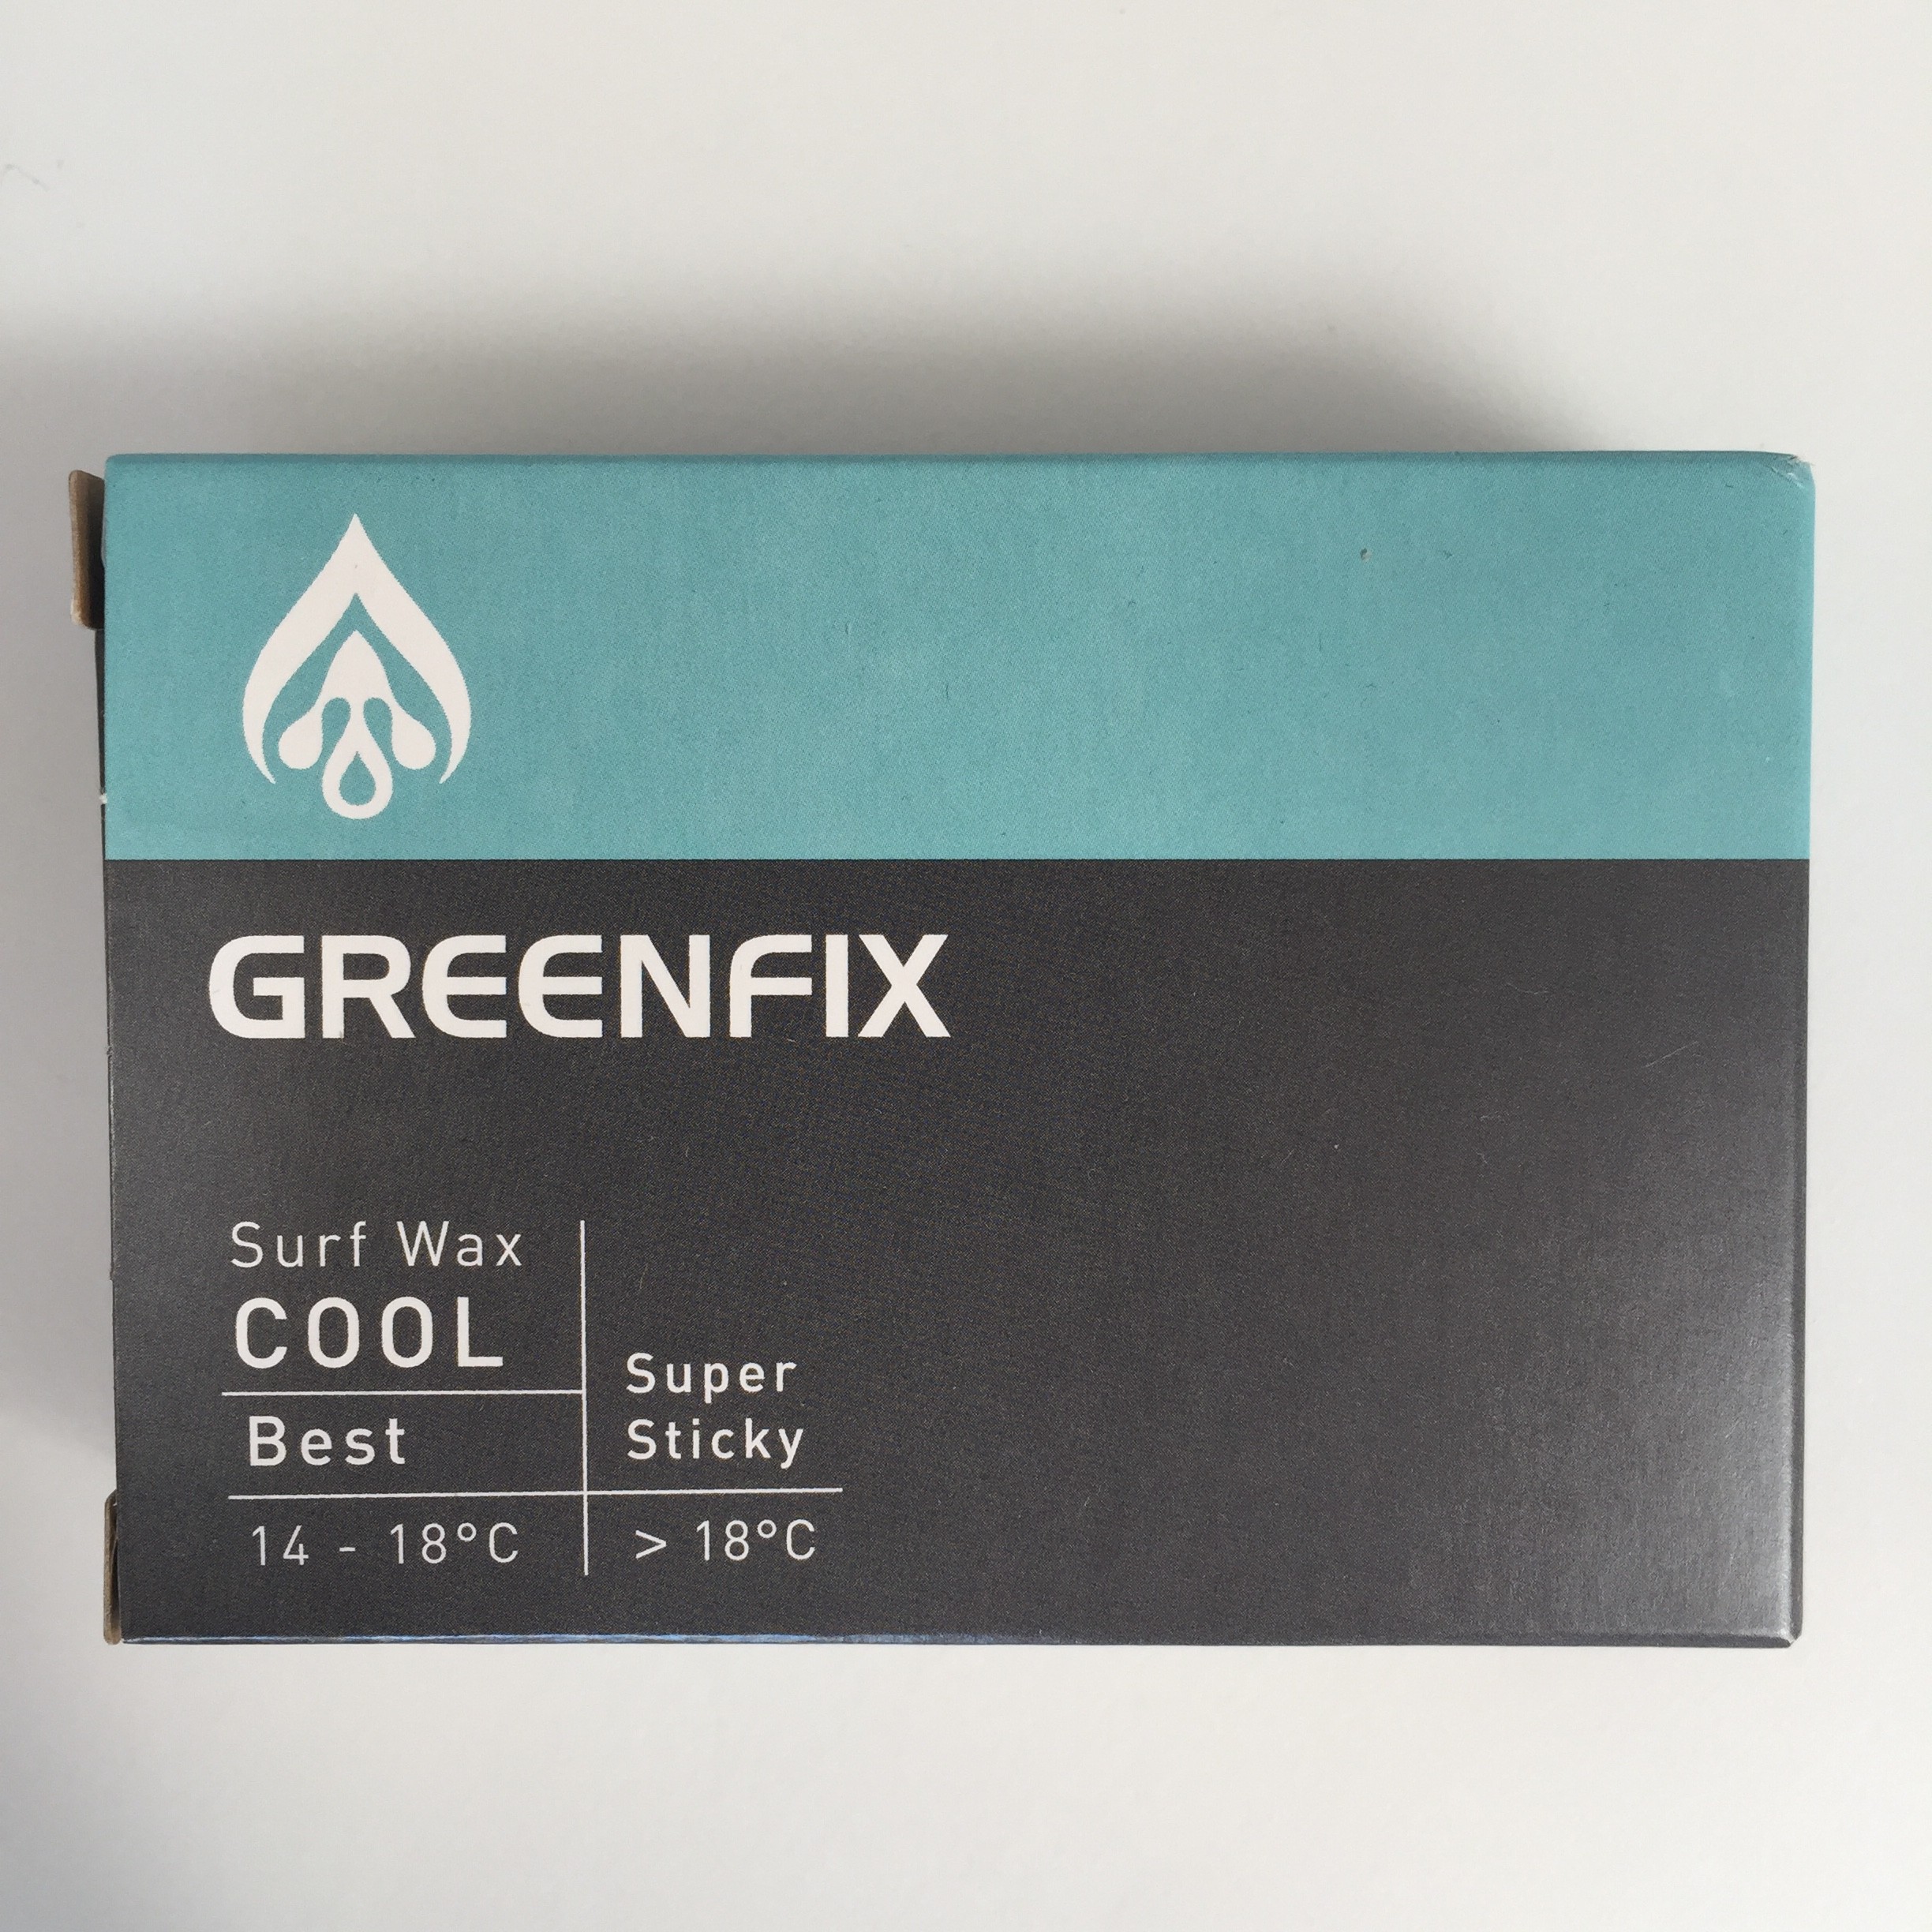 GREENFIX
Surf Wax
COOL
Best
14 - 18°C
Super
Sticky
> 18°C